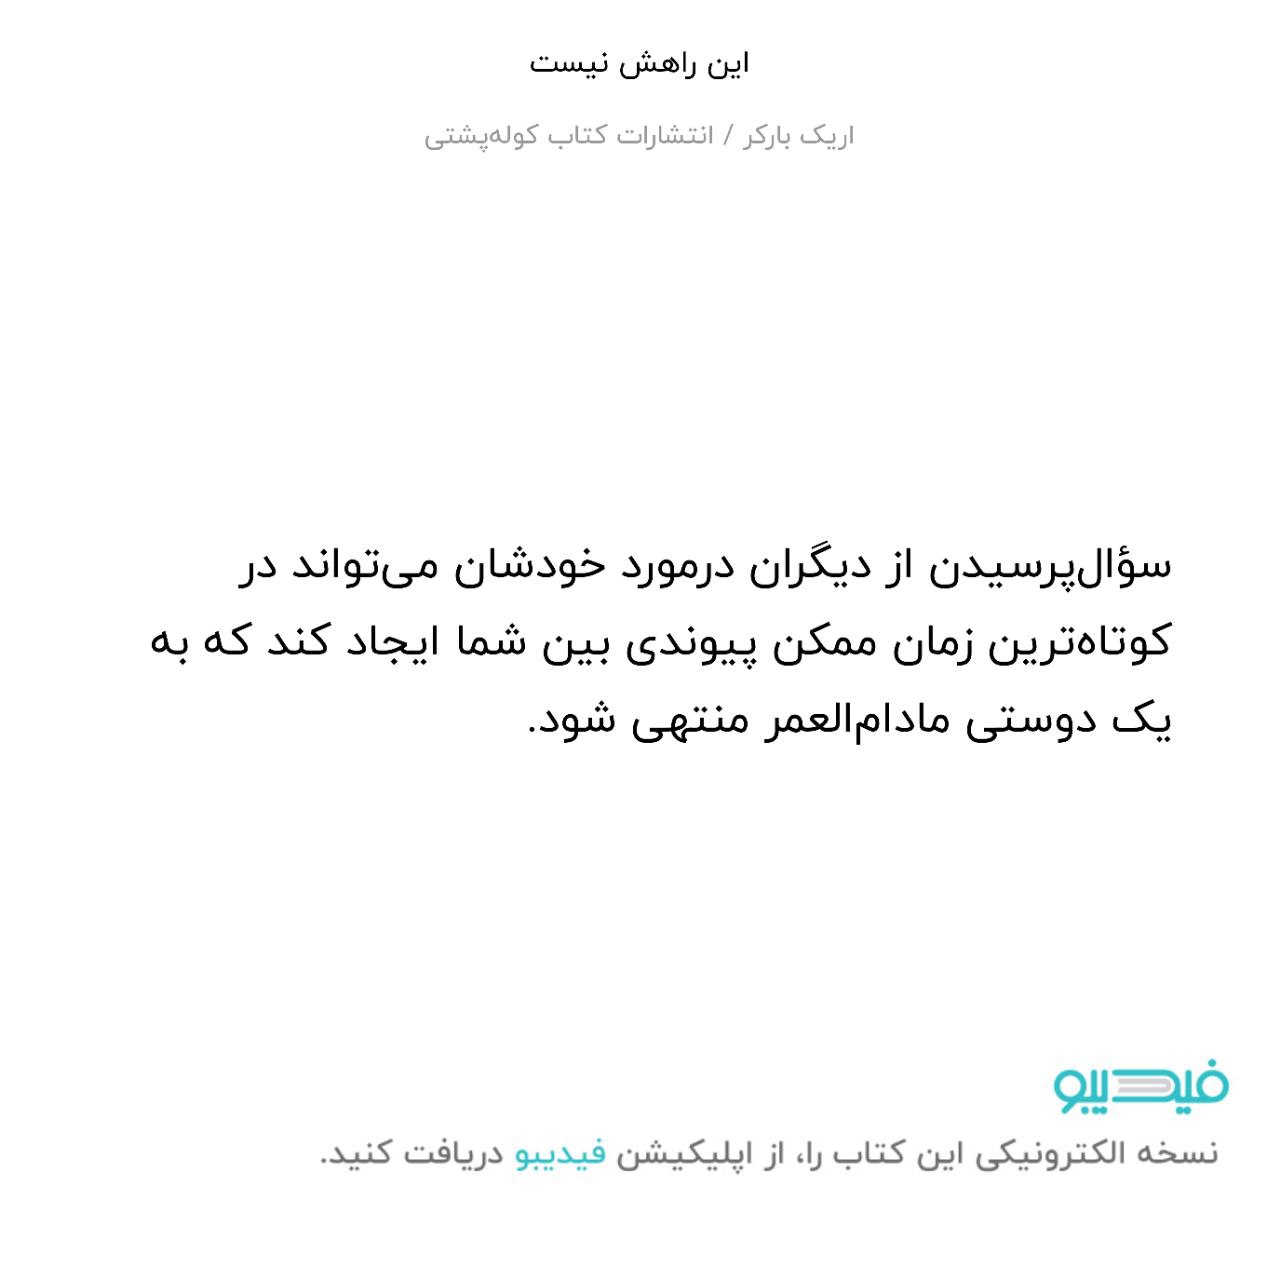 این راهش نیست
اریک بارکر / انتشارات کتاب کوله‌پشتی
سؤال‌پرسیدن از دیگران درمورد خودشان می‌تواند در
کوتاه‌ترین زمان ممکن پیوندی بین شما ایجاد کند که به
یک دوستی مادام‌العمر منتهی شود.
فیدیبو
نسخه الکترونیکی این کتاب را، از اپلیکیشن فیدیبو دریافت کنید.